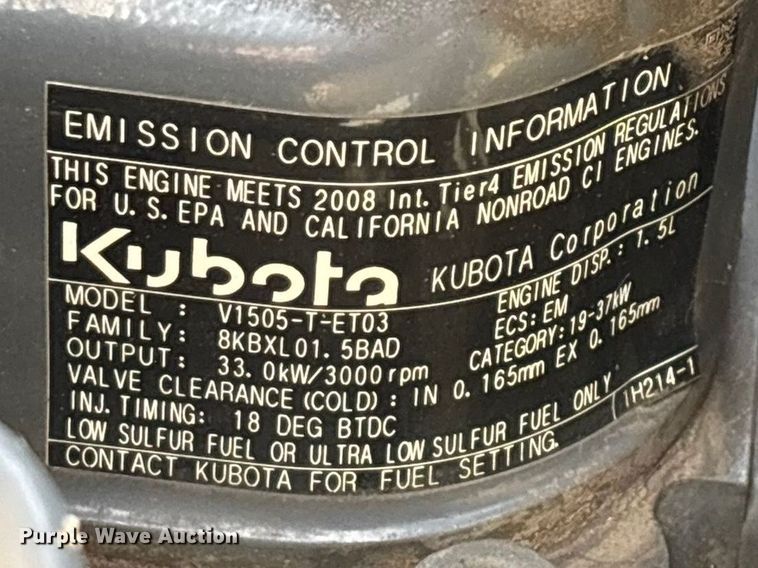 EMISSION CONTROL INFORMATION
THIS ENGINE MEETS 2008 Int. Tier4 EMISSION REGULATIONS
FOR U.S.EPA AND CALIFORNIA NONROAD CI ENGINES.
Kubota KUBOTA Corporation
MODEL : V1505-T-ET03 ENGINE DISP.: 1.5L
FAMILY: 8KBXL01.5BAD ECS: EM
OUTPUT: 33.0kW/3000rpm CATEGORY:19-37kW
VALVE CLEARANCE(COLD): IN 0.165mm EX 0.165mm
INJ.TIMING: 18 DEG BTDC
LOW SULFUR FUEL OR ULTRA LOW SULFUR FUEL ONLY
CONTACT KUBOTA FOR FUEL SETTING. 1H214-1
Purple Wave Auction